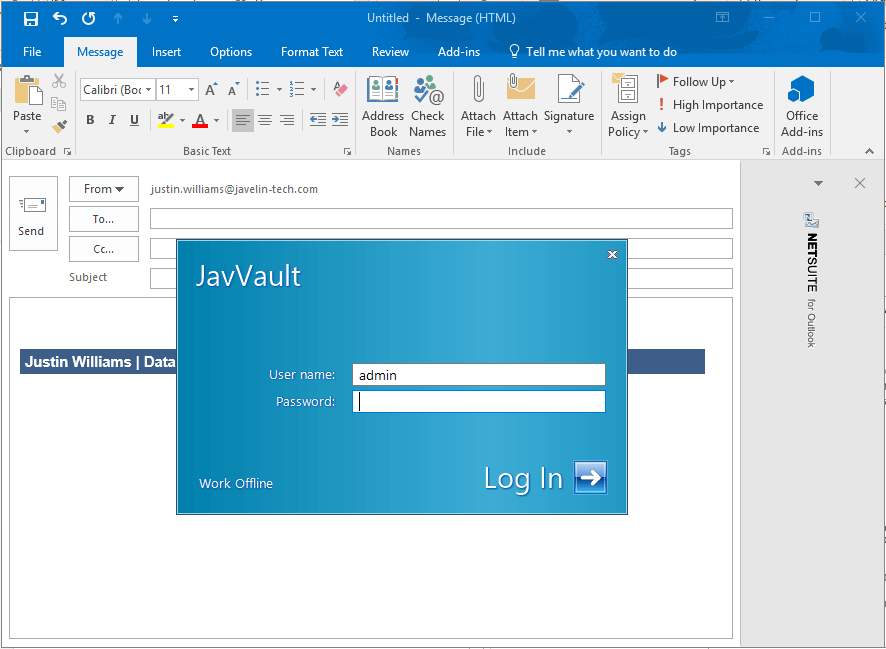 Untitled - Message (HTML)
File Message Insert Options Format Text Review Add-ins Tell me what you want to do
Calibri (Bo 11
Paste
B I U ab A
Address Book
Check Names
Attach File
Attach Item
Signature
Assign Policy
Follow Up
High Importance
Low Importance
Office Add-ins
Clipboard Basic Text Names Include Tags Add-ins
From justin.williams@javelin-tech.com
To...
Cc...
Send
Subject
JavVault
Justin Williams | Data
User name: admin
Password:
Log In
Work Offline
NETSUITE for Outlook